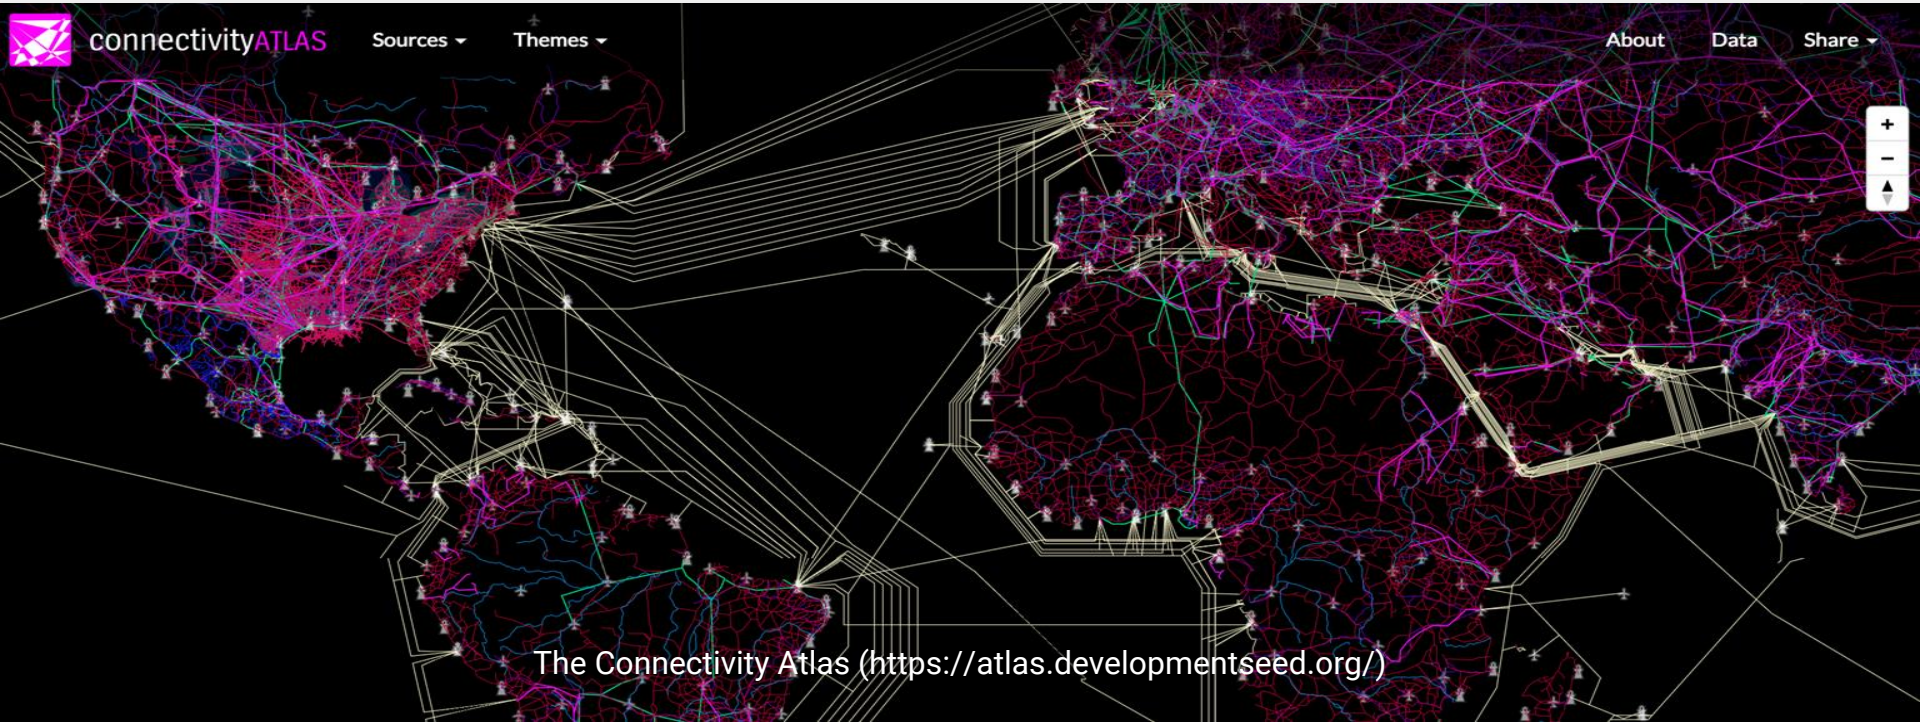 connectivityATLAS
Sources
Themes
About
Data
Share
+
−
The Connectivity Atlas (https://atlas.developmentseed.org/)